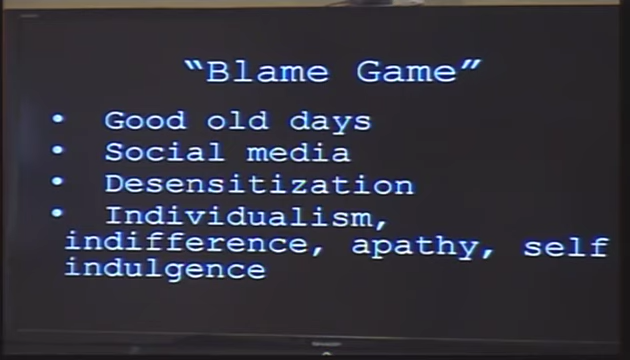 “Blame Game”
• Good old days
• Social media
• Desensitization
• Individualism,
indifference, apathy, self
indulgence